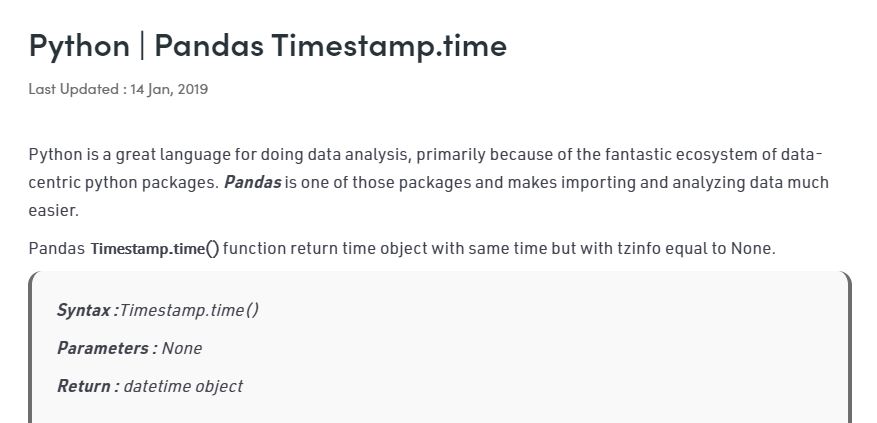 Python | Pandas Timestamp.time
Last Updated : 14 Jan, 2019
Python is a great language for doing data analysis, primarily because of the fantastic ecosystem of data-
centric python packages. Pandas is one of those packages and makes importing and analyzing data much
easier.
Pandas Timestamp.time() function return time object with same time but with tzinfo equal to None.
Syntax :Timestamp.time()
Parameters : None
Return : datetime object